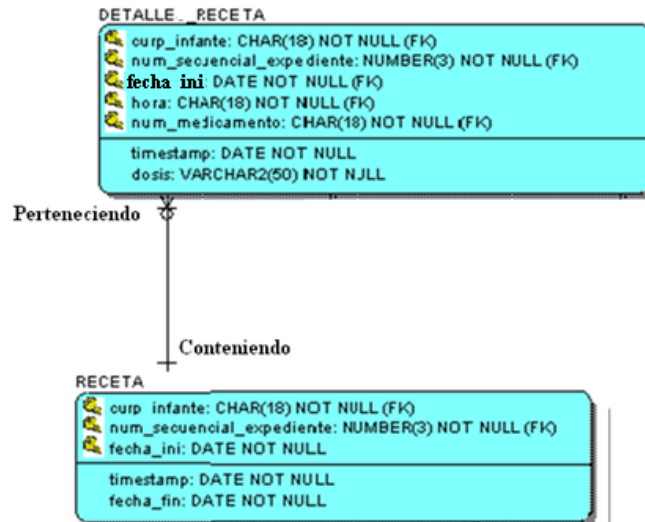 DETALLE_RECETA
curp_infante: CHAR(18) NOT NULL (FK)
num_secuencial_expediente: NUMBER(3) NOT NULL (FK)
fecha ini: DATE NOT NULL (FK)
hora: CHAR(18) NOT NULL (FK)
num_medicamento: CHAR(18) NOT NULL (FK)
timestamp: DATE NOT NULL
dosis: VARCHAR2(50) NOT NULL
Perteneciendo
Conteniendo
RECETA
curp_infante: CHAR(18) NOT NULL (FK)
num_secuencial_expediente: NUMBER(3) NOT NULL (FK)
fecha_ini: DATE NOT NULL
timestamp: DATE NOT NULL
fecha_fin: DATE NOT NULL